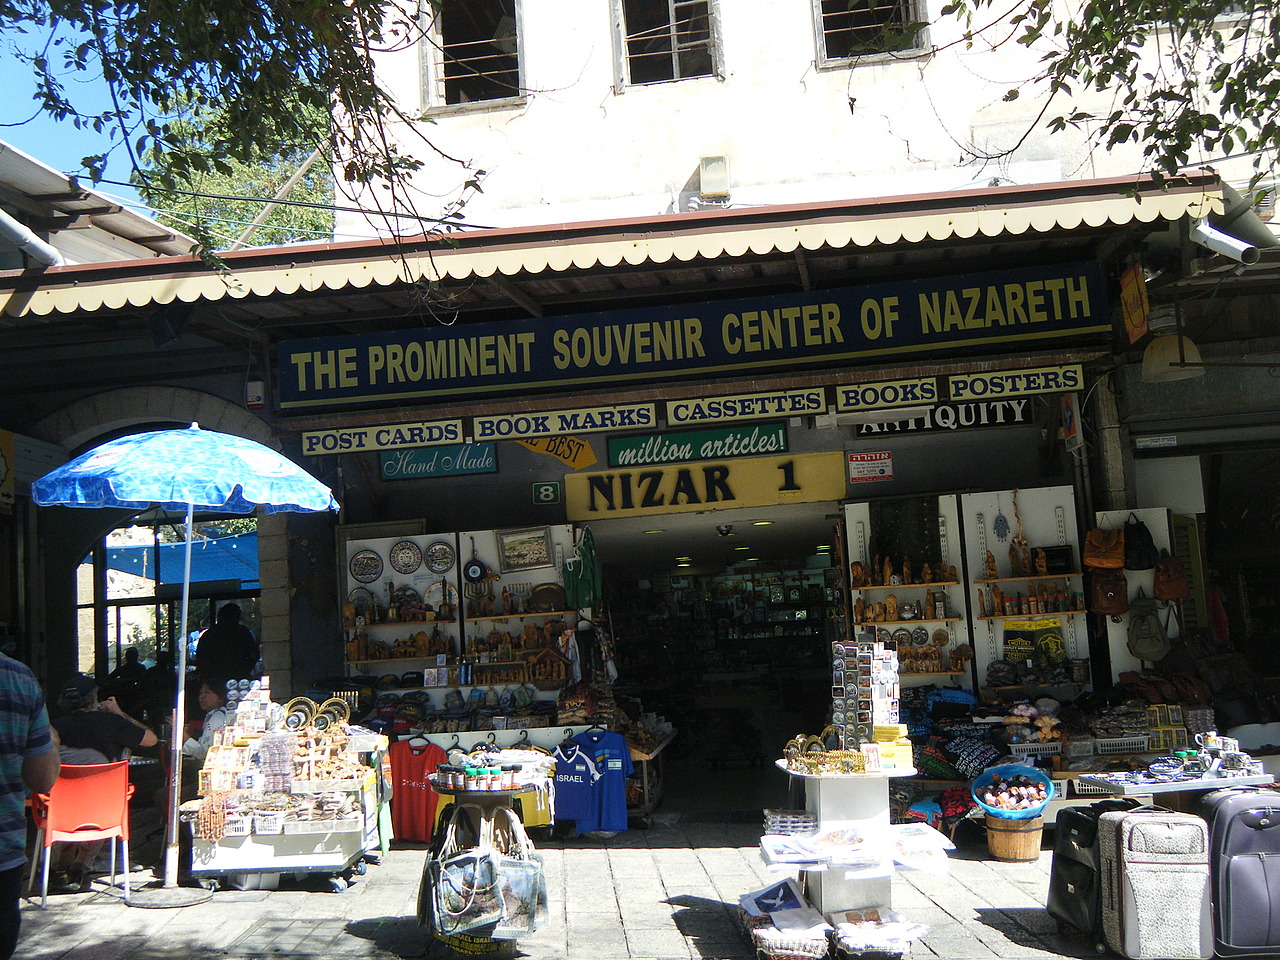 THE PROMINENT SOUVENIR CENTER OF NAZARETH
POST CARDS
BOOK MARKS
CASSETTES
BOOKS
POSTERS
ANTIQUITY
Hand Made
BEST
million articles!
NIZAR 1
8
אזהרה
ISRAEL